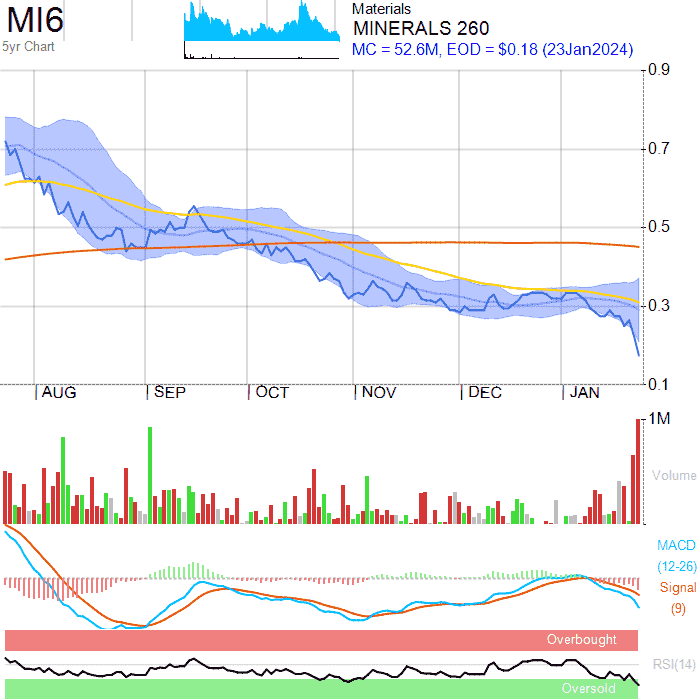 MI6
5yr Chart
Materials
MINERALS 260
MC = 52.6M, EOD = $0.18 (23Jan2024)
0.9
0.7
0.5
0.3
0.1
AUG
SEP
OCT
NOV
DEC
JAN
1M
Volume
MACD
(12-26)
Signal
(9)
Overbought
RSI(14)
Oversold